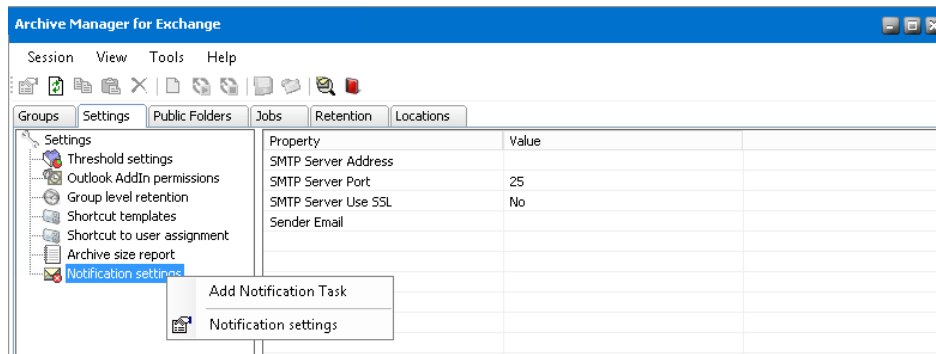 Archive Manager for Exchange
Session View Tools Help
Groups Settings Public Folders Jobs Retention Locations
Settings
Threshold settings
Outlook AddIn permissions
Group level retention
Shortcut templates
Shortcut to user assignment
Archive size report
Notification settings
Property Value
SMTP Server Address
SMTP Server Port 25
SMTP Server Use SSL No
Sender Email
Add Notification Task
Notification settings